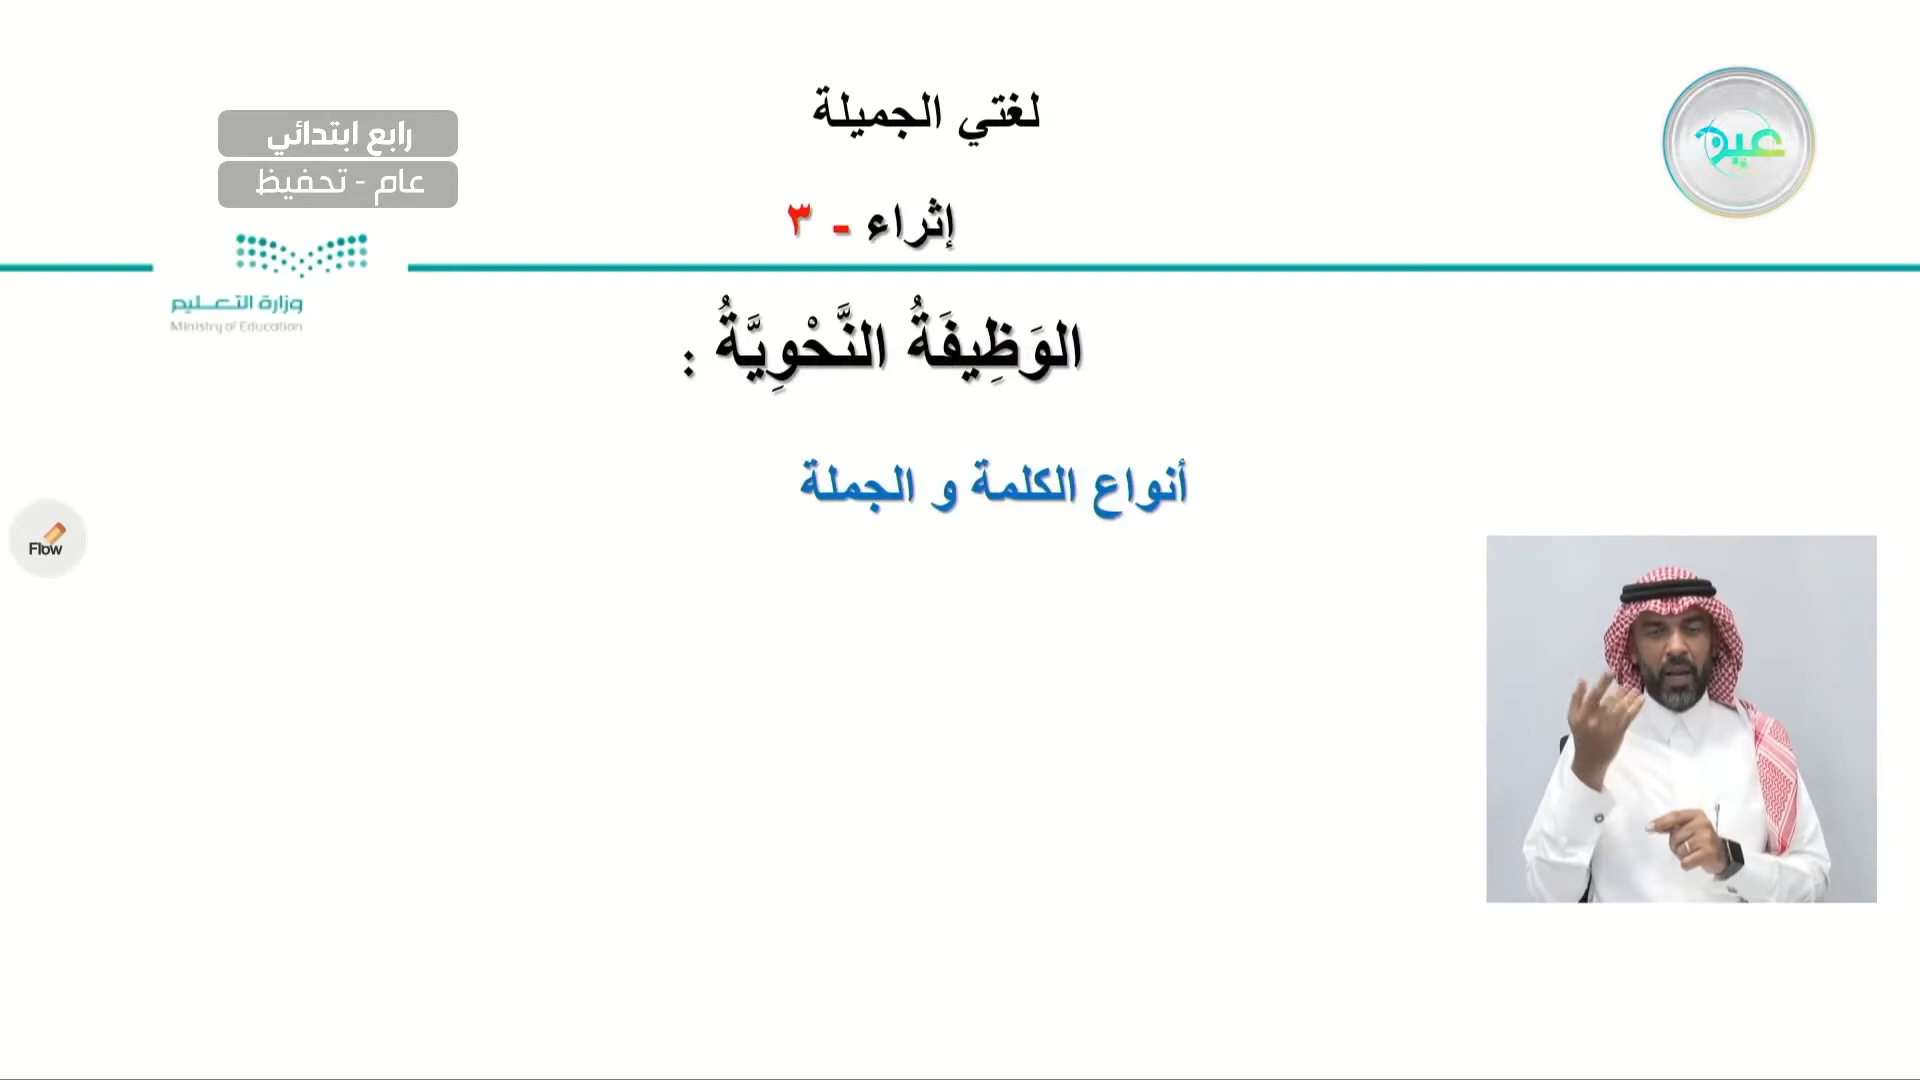 لغتي الجميلة
رابع ابتدائي
عام - تحفيظ
عين
إثراء - ٣
وزارة التعليم
Ministry of Education
الوَظِيفَةُ النَّحْوِيَّةُ :
أنواع الكلمة و الجملة
Flow